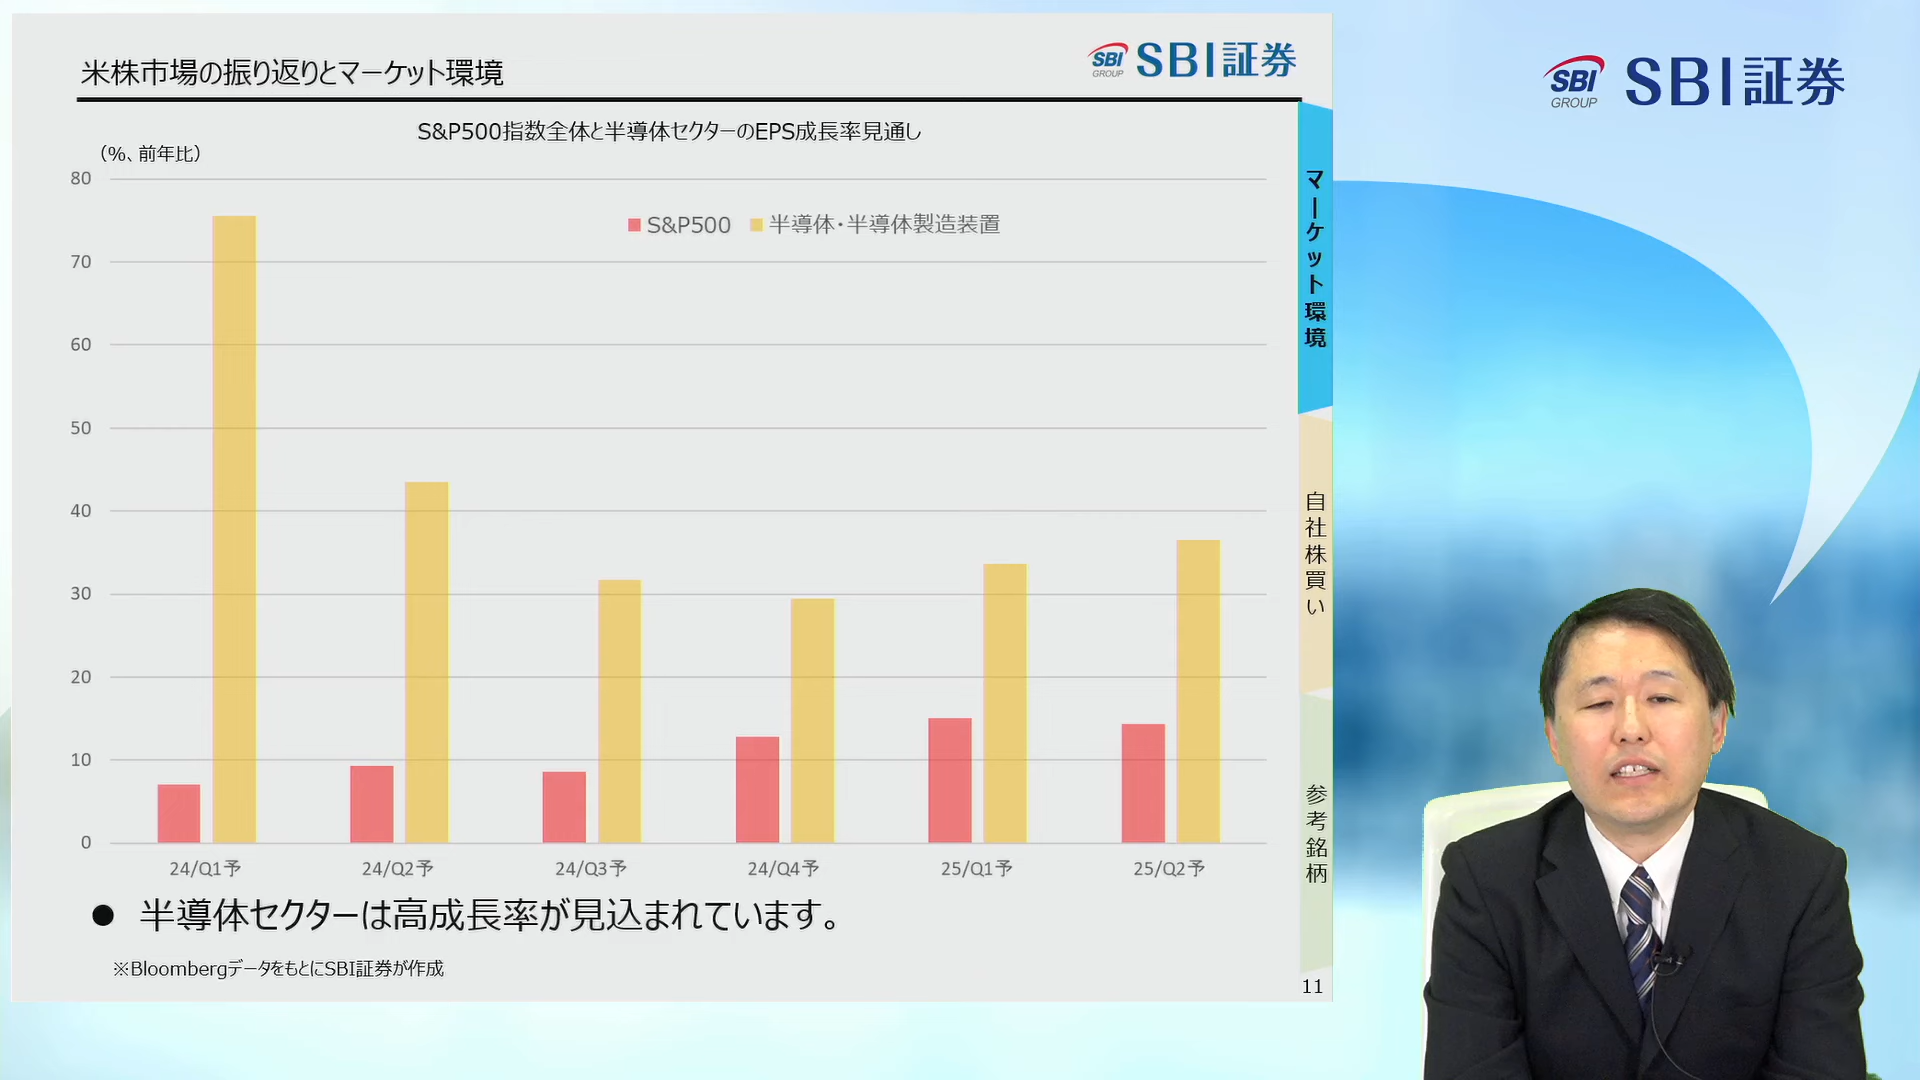 米株市場の振り返りとマーケット環境
SBI GROUP SBI証券
SBI GROUP SBI証券
S&P500指数全体と半導体セクターのEPS成長率見通し
（%、前年比）
S&P500 半導体・半導体製造装置
80
70
60
50
40
30
20
10
0
24/Q1予 24/Q2予 24/Q3予 24/Q4予 25/Q1予 25/Q2予
● 半導体セクターは高成長率が見込まれています。
※BloombergデータをもとにSBI証券が作成
マーケット環境
自社株買い
参考銘柄
11